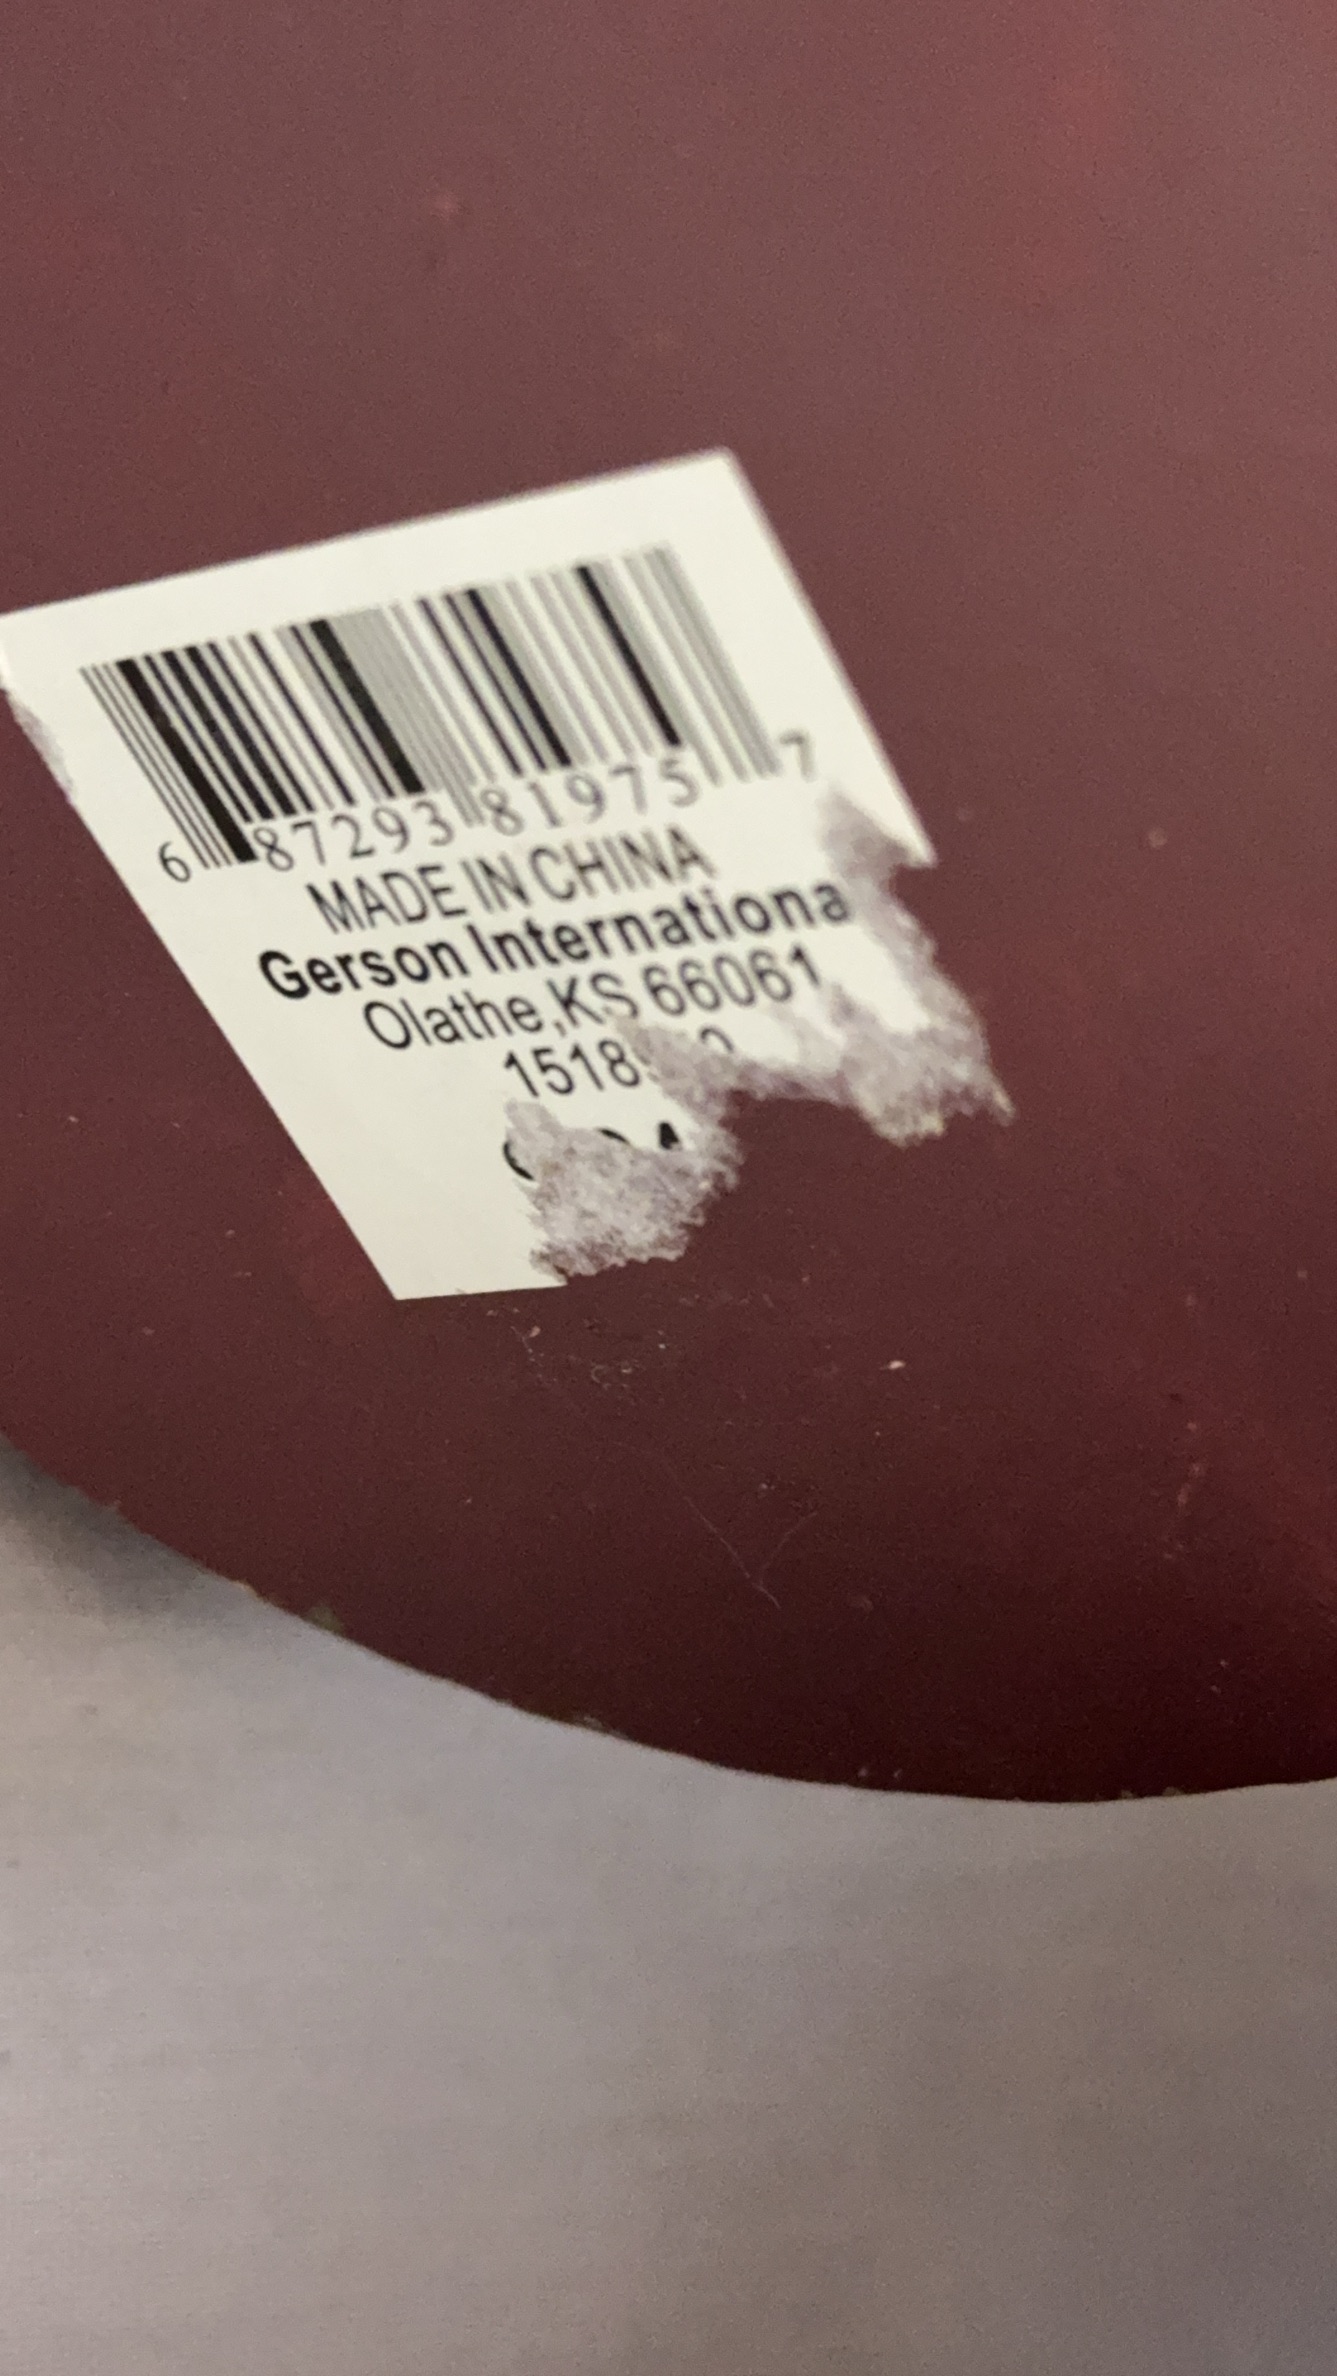 6 87293 81975 7
MADE IN CHINA
Gerson Internationa
Olathe,KS 66061